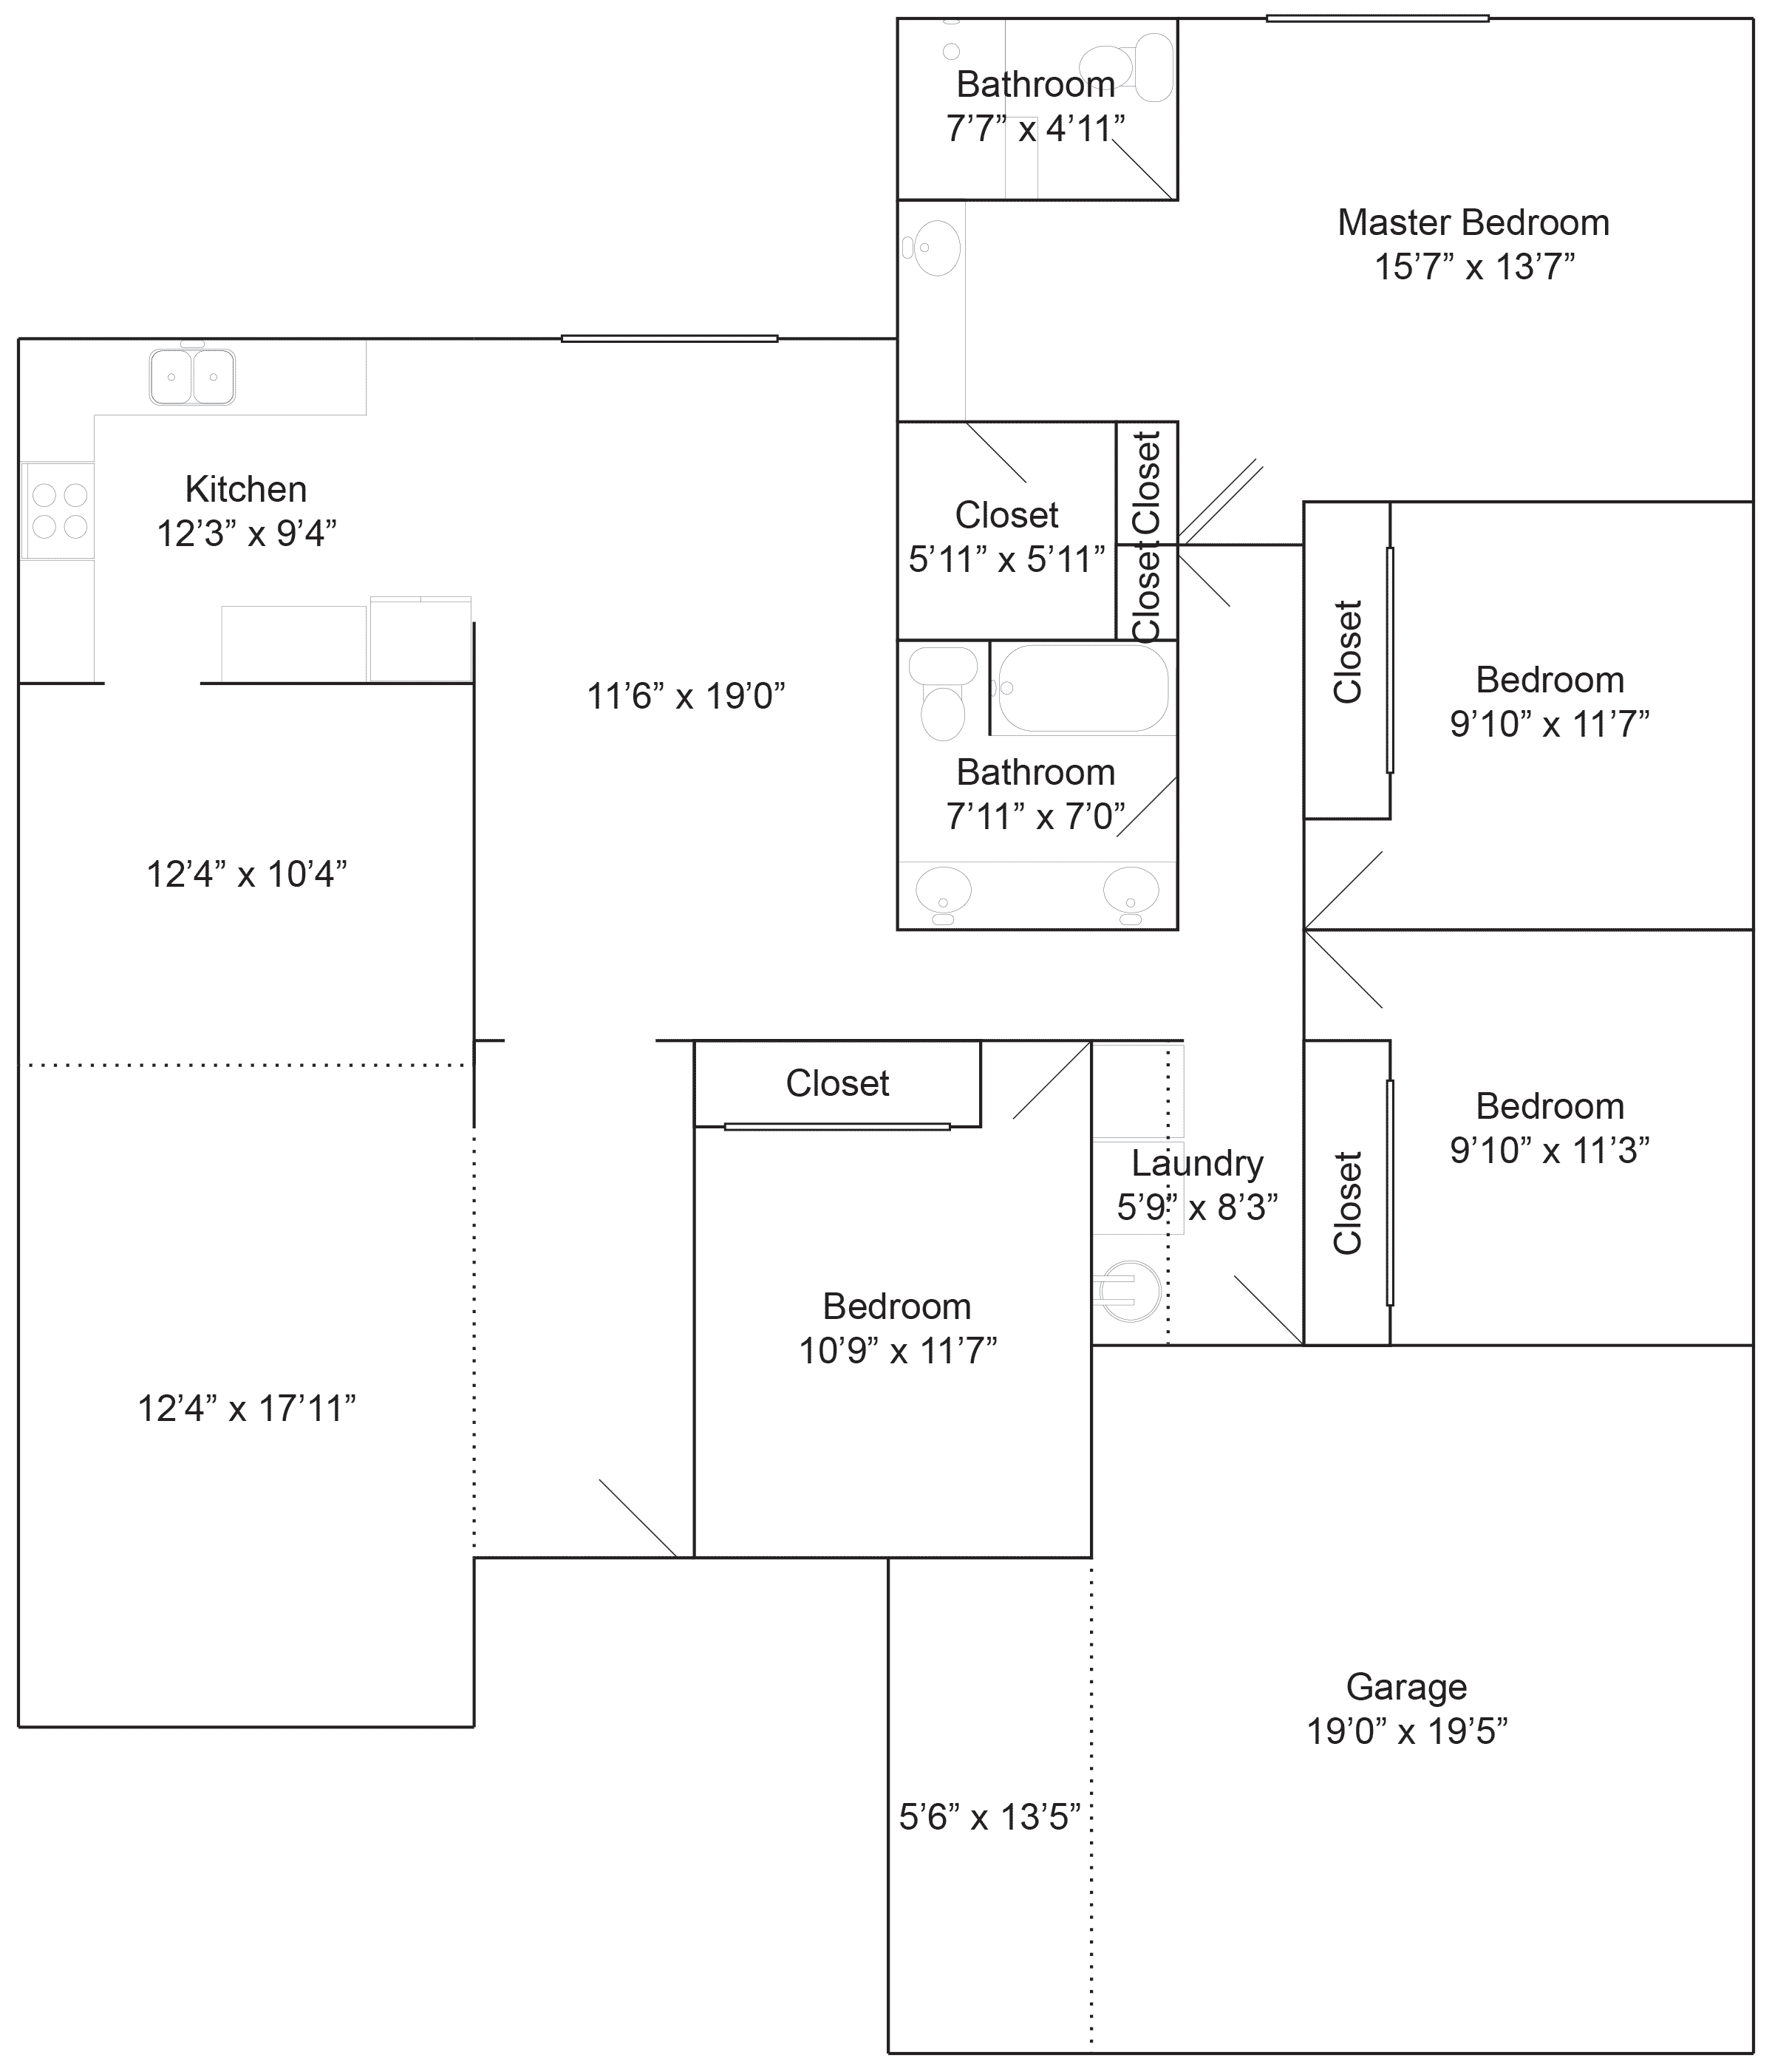 Bathroom
7’7” x 4’11”
Master Bedroom
15’7” x 13’7”
Kitchen
12’3” x 9’4”
Closet
5’11” x 5’11”
Closet
Closet
Closet
Bedroom
9’10” x 11’7”
11’6” x 19’0”
Bathroom
7’11” x 7’0”
12’4” x 10’4”
Closet
Laundry
5’9” x 8’3”
Closet
Bedroom
9’10” x 11’3”
Bedroom
10’9” x 11’7”
12’4” x 17’11”
Garage
19’0” x 19’5”
5’6” x 13’5”